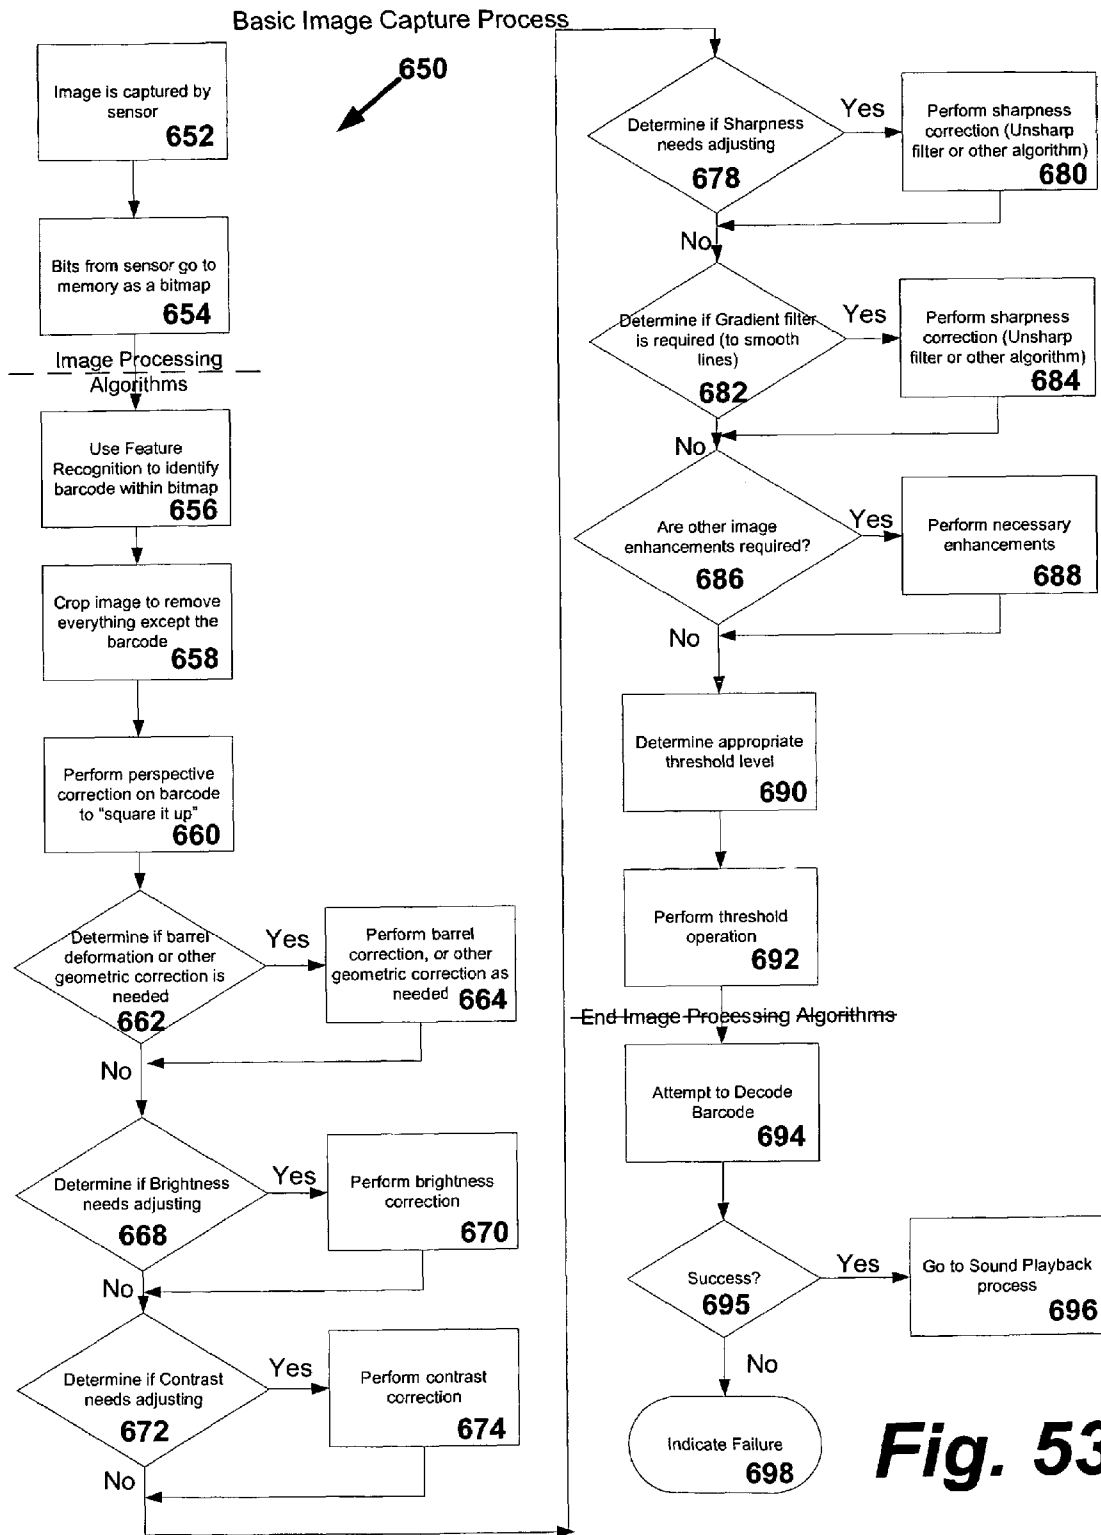 Basic Image Capture Process
650
Image is captured by
sensor
652
Bits from sensor go to
memory as a bitmap
654
Image Processing
Algorithms
Use Feature
Recognition to identify
barcode within bitmap
656
Crop image to remove
everything except the
barcode
658
Perform perspective
correction on barcode
to “square it up”
660
Determine if barrel
deformation or other
geometric correction is
needed
662
Yes
Perform barrel
correction, or other
geometric correction as
needed
664
No
Determine if Brightness
needs adjusting
668
Yes
Perform brightness
correction
670
No
Determine if Contrast
needs adjusting
672
Yes
Perform contrast
correction
674
No
Determine if Sharpness
needs adjusting
678
Yes
Perform sharpness
correction (Unsharp
filter or other algorithm)
680
No
Determine if Gradient filter
is required (to smooth
lines)
682
Yes
Perform sharpness
correction (Unsharp
filter or other algorithm)
684
No
Are other image
enhancements required?
686
Yes
Perform necessary
enhancements
688
No
Determine appropriate
threshold level
690
Perform threshold
operation
692
End Image Processing Algorithms
Attempt to Decode
Barcode
694
Success?
695
Yes
Go to Sound Playback
process
696
No
Indicate Failure
698
Fig. 53